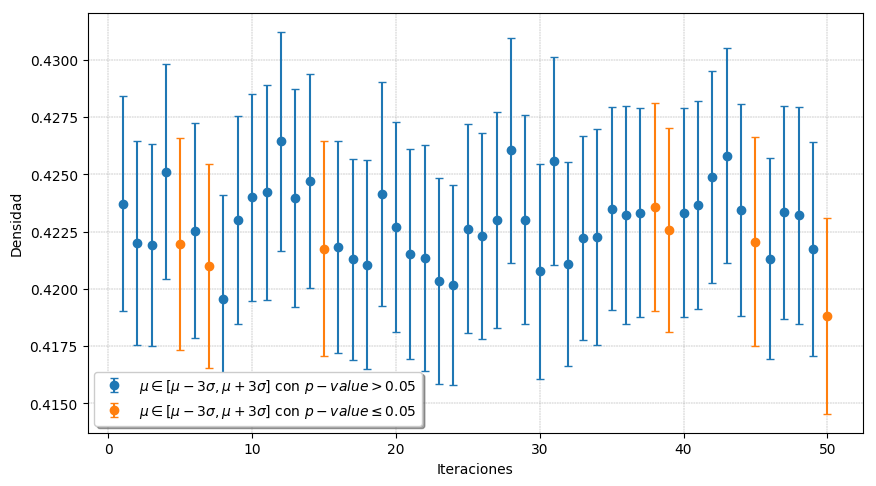 Densidad
0.4300
0.4275
0.4250
0.4225
0.4200
0.4175
0.4150
μ ∈ [μ − 3σ, μ + 3σ] con p − value > 0.05
μ ∈ [μ − 3σ, μ + 3σ] con p − value ≤ 0.05
0 10 20 30 40 50
Iteraciones